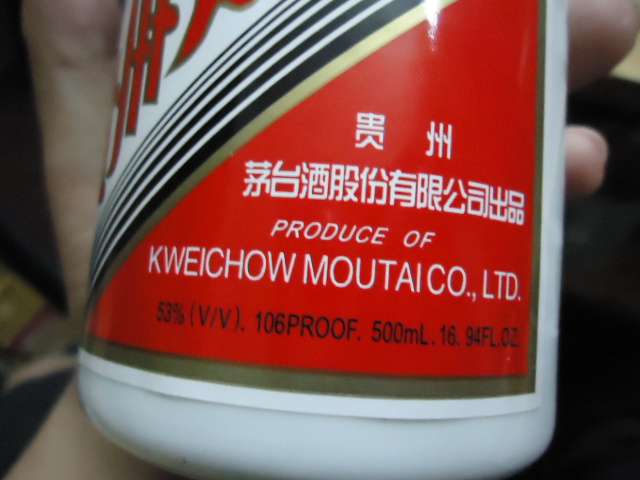 贵州
茅台酒股份有限公司出品
PRODUCE OF
KWEICHOW MOUTAI CO., LTD.
53% (V/V). 106PROOF. 500mL. 16. 94FL.OZ.